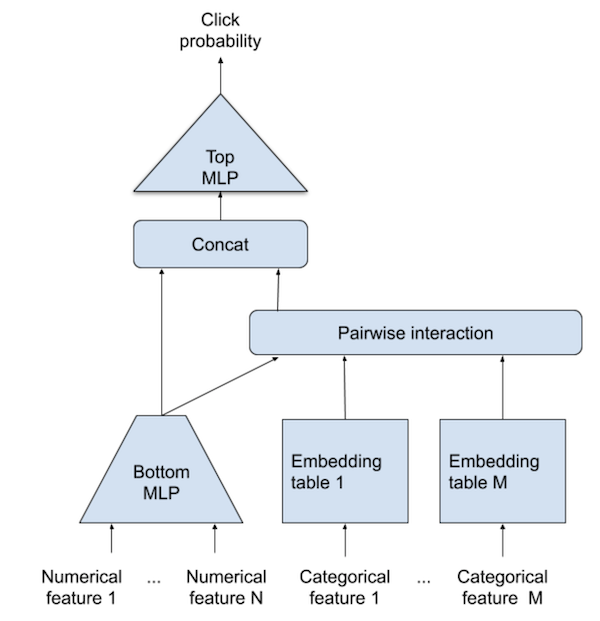 Click
probability
Top
MLP
Concat
Pairwise interaction
Bottom
MLP
Embedding
table 1
Embedding
table M
Numerical
feature 1
...
Numerical
feature N
Categorical
feature 1
...
Categorical
feature M